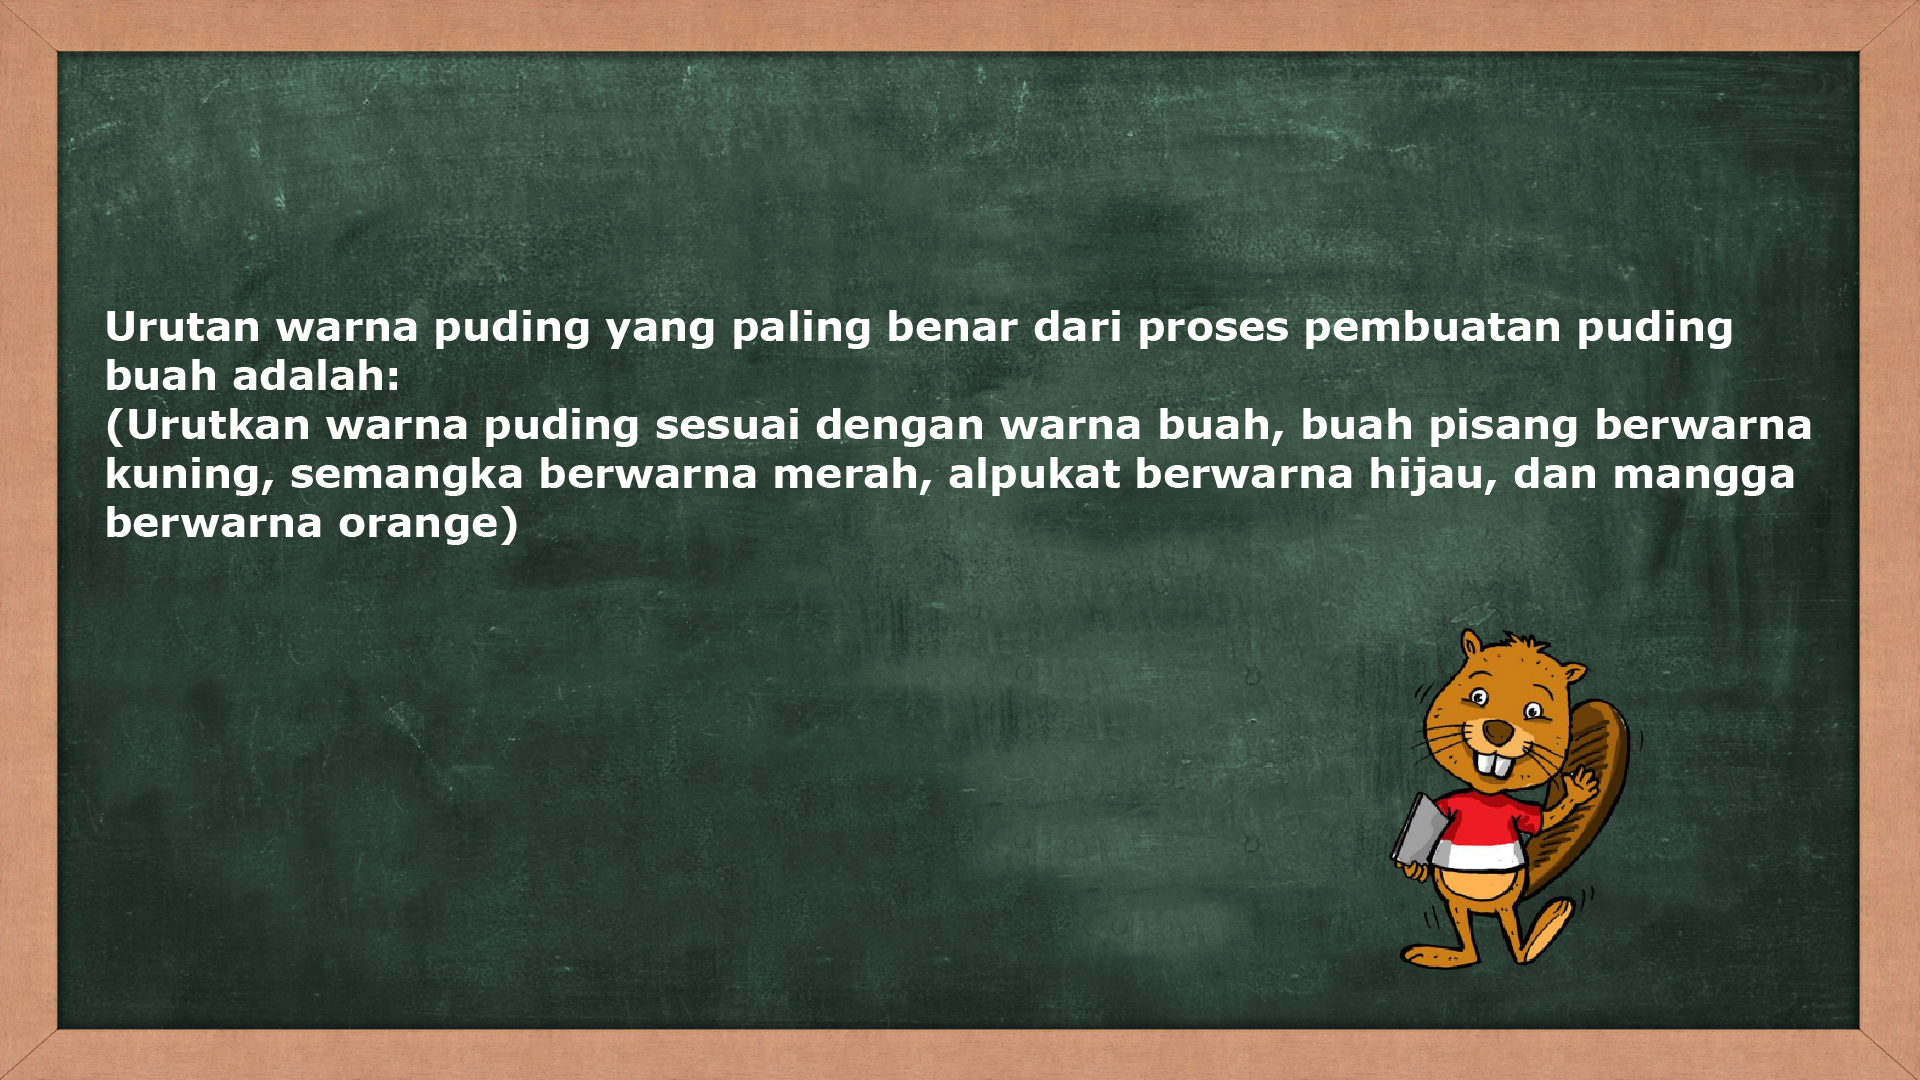 Urutan warna puding yang paling benar dari proses pembuatan puding
buah adalah:
(Urutkan warna puding sesuai dengan warna buah, buah pisang berwarna
kuning, semangka berwarna merah, alpukat berwarna hijau, dan mangga
berwarna orange)